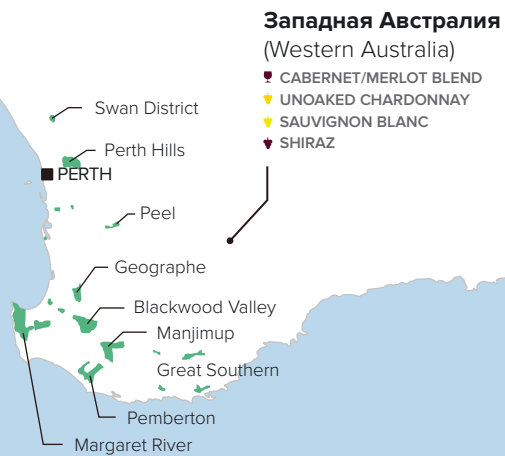 Западная Австралия
(Western Australia)
CABERNET/MERLOT BLEND
UNOAKED CHARDONNAY
SAUVIGNON BLANC
SHIRAZ
Swan District
Perth Hills
PERTH
Peel
Geographe
Blackwood Valley
Manjimup
Great Southern
Pemberton
Margaret River